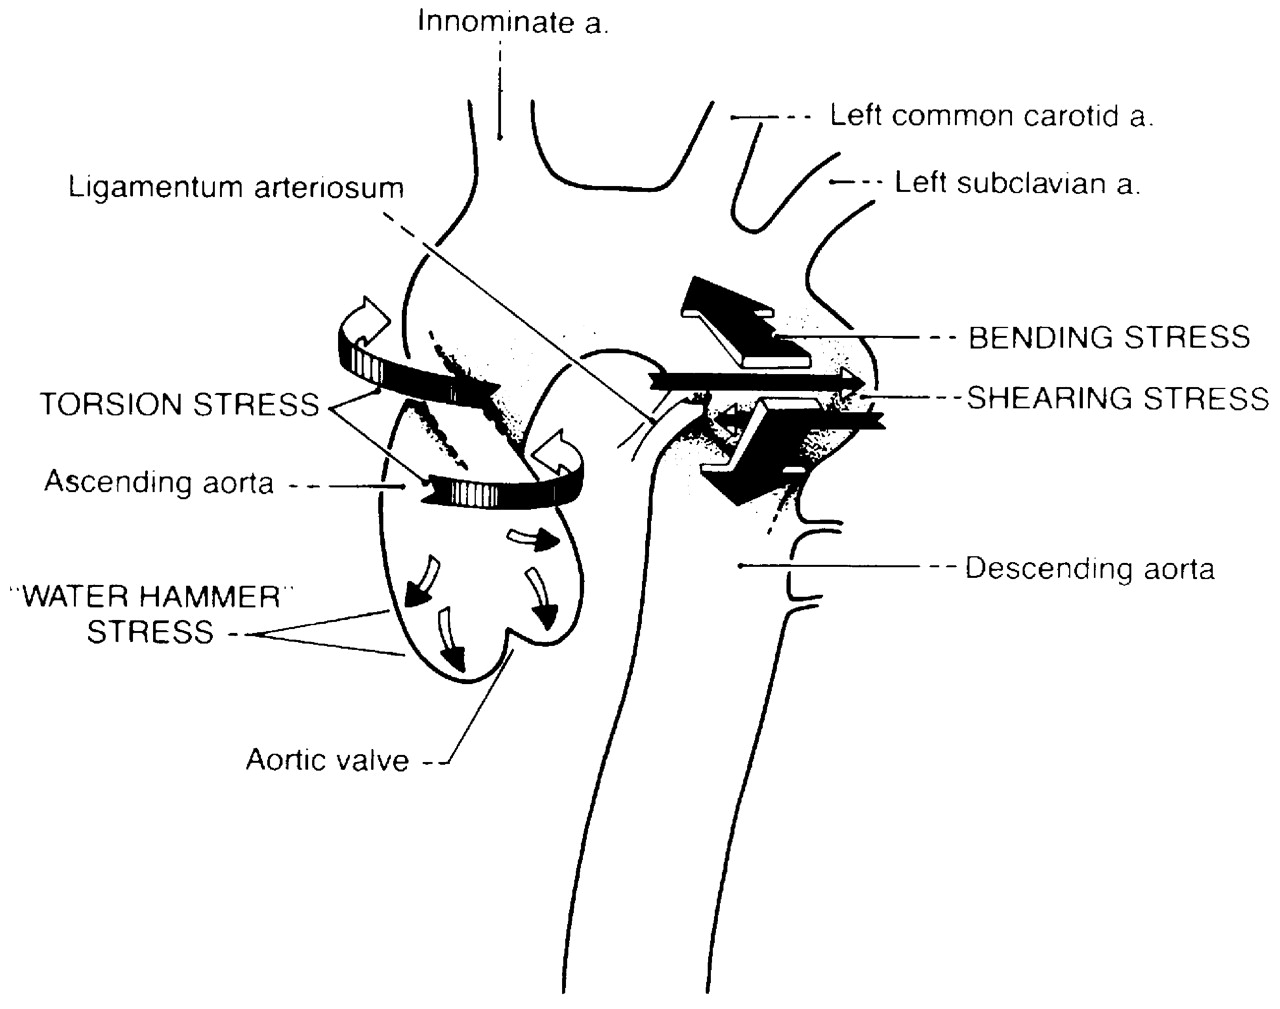 Innominate a.
Left common carotid a.
Ligamentum arteriosum
Left subclavian a.
BENDING STRESS
SHEARING STRESS
TORSION STRESS
Ascending aorta
Descending aorta
"WATER HAMMER"
STRESS
Aortic valve